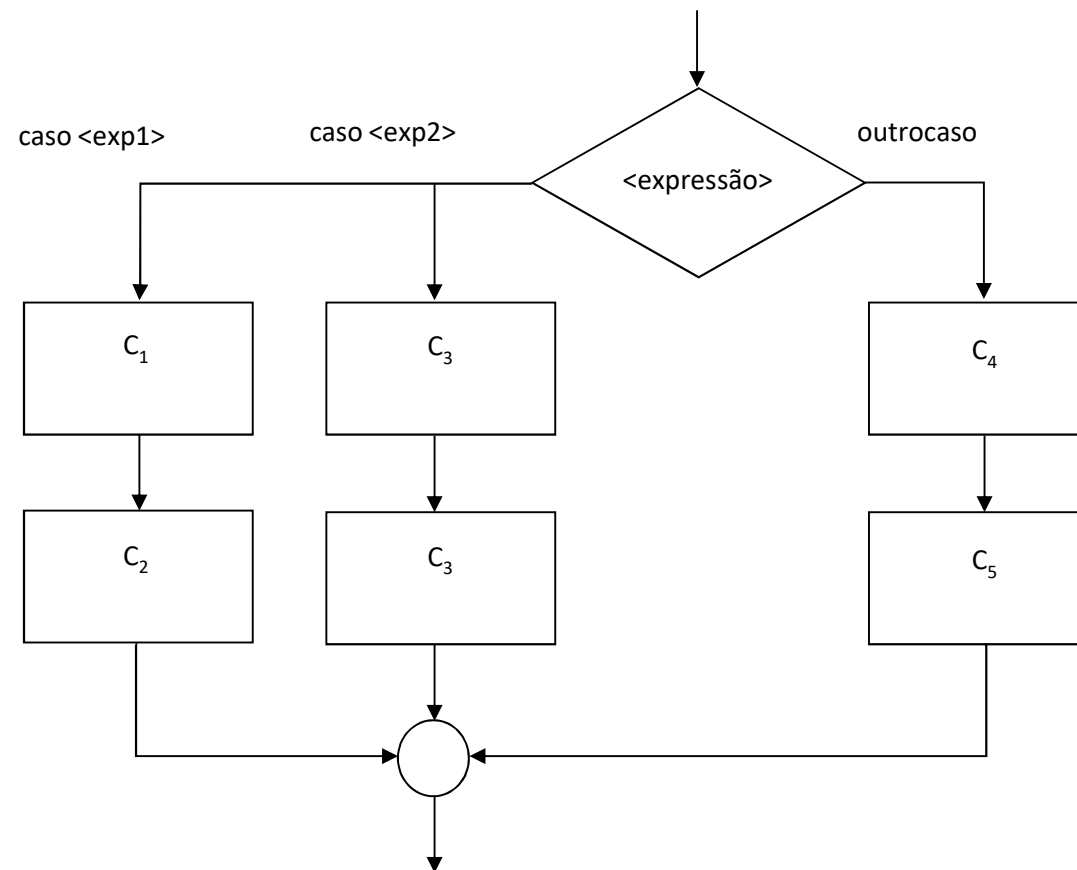 caso <exp1>
caso <exp2>
outrocaso
<expressão>
C1
C3
C4
C2
C3
C5